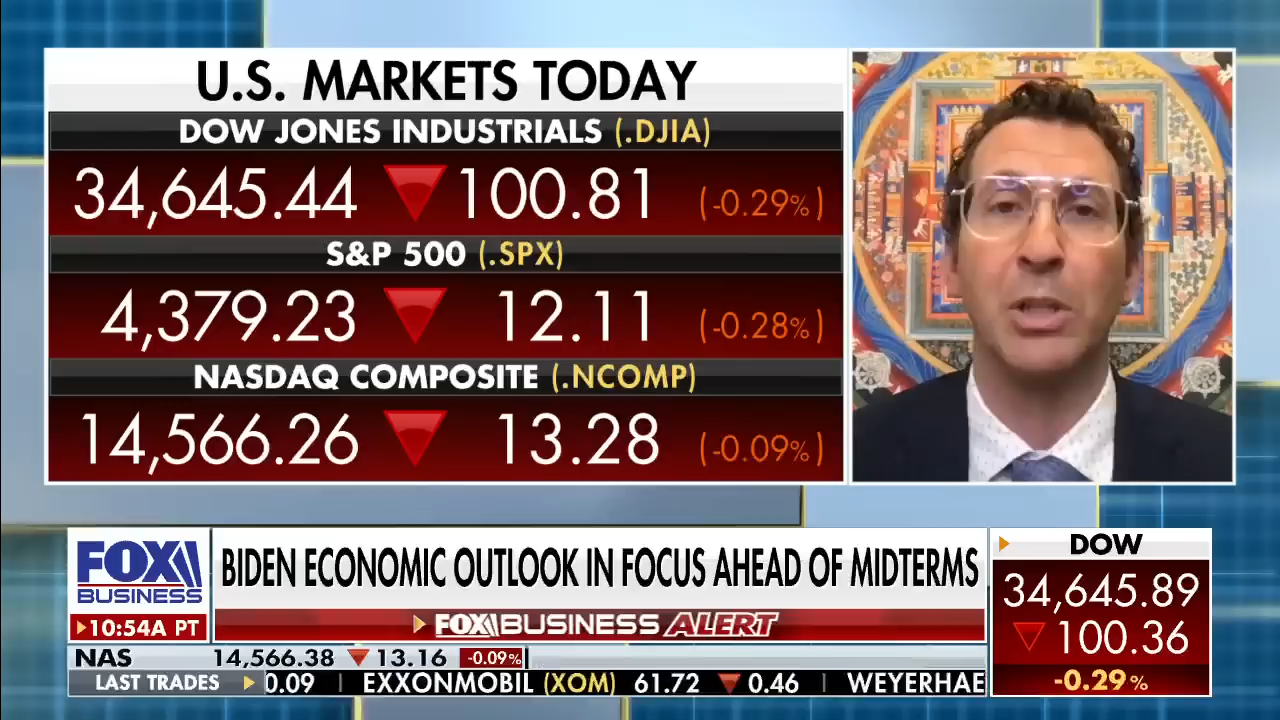 U.S. MARKETS TODAY
DOW JONES INDUSTRIALS (.DJIA)
34,645.44 ▼ 100.81 (-0.29%)
S&P 500 (.SPX)
4,379.23 ▼ 12.11 (-0.28%)
NASDAQ COMPOSITE (.NCOMP)
14,566.26 ▼ 13.28 (-0.09%)
FOX BUSINESS
10:54A PT
BIDEN ECONOMIC OUTLOOK IN FOCUS AHEAD OF MIDTERMS
FOX BUSINESS ALERT
DOW
34,645.89
▼ 100.36
-0.29%
NAS 14,566.38 ▼ 13.16 -0.09%
LAST TRADES 0.09 | EXXONMOBIL (XOM) 61.72 ▼ 0.46 | WEYERHAE